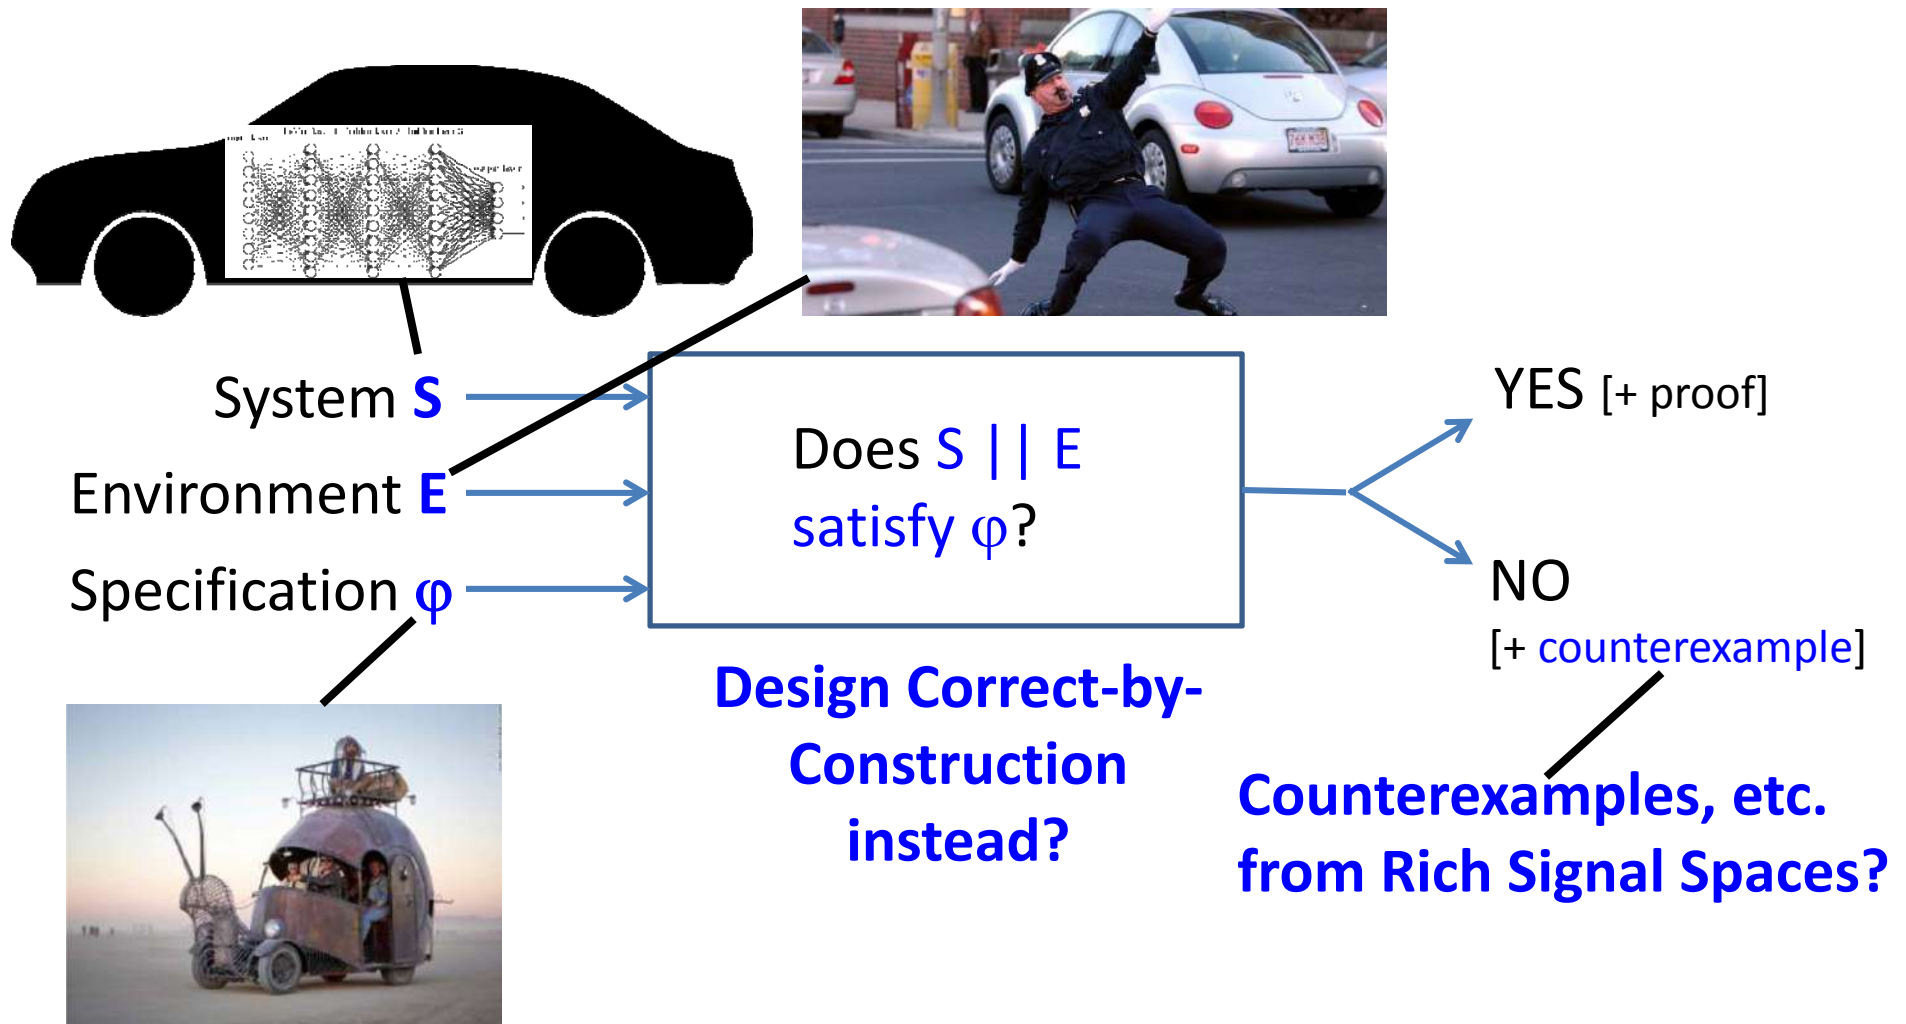 System S
Environment E
Specification φ
Does S || E
satisfy φ?
YES [+ proof]
NO
[+ counterexample]
Design Correct-by-
Construction
instead?
Counterexamples, etc.
from Rich Signal Spaces?